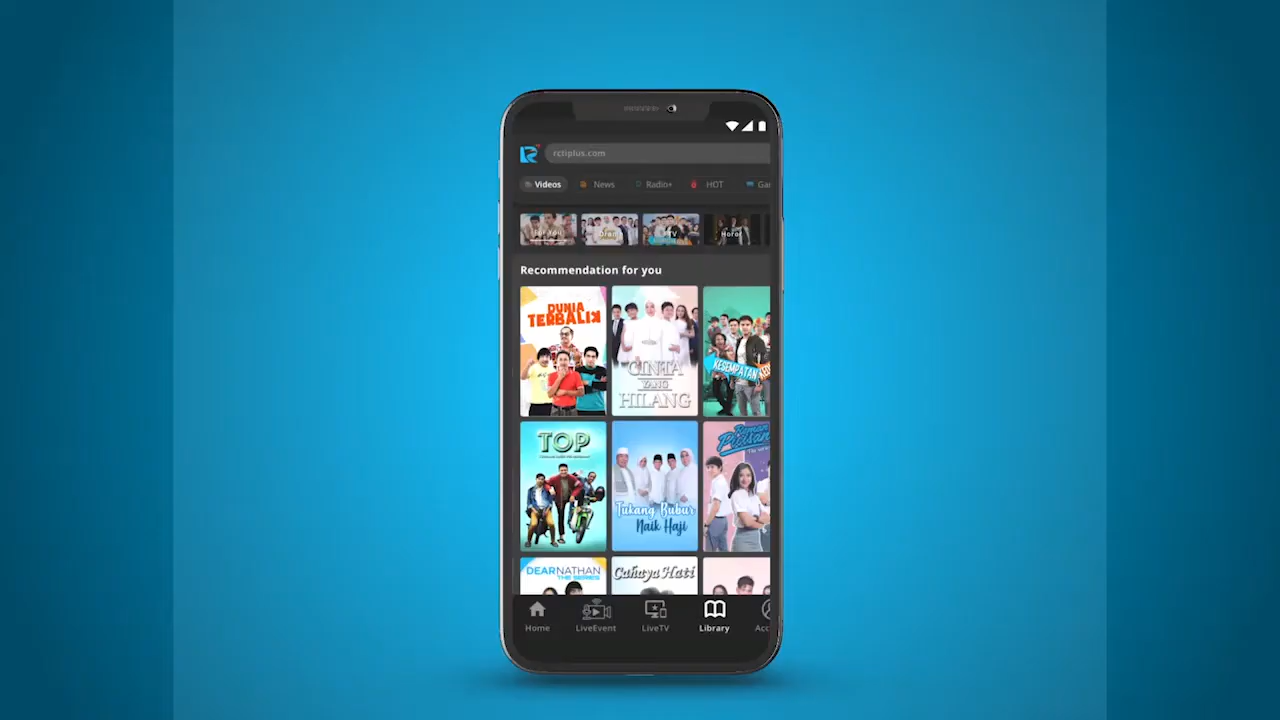 rctiplus.com
Videos
News
Radio+
HOT
For You
Drama
Horor
Recommendation for you
DUNIA
TERBALIK
CINTA
YANG
HILANG
KESEMPATAN
TOP
Tukang Bubur
Naik Haji
DEAR NATHAN
THE SERIES
Cahaya Hati
Home
LiveEvent
LiveTV
Library